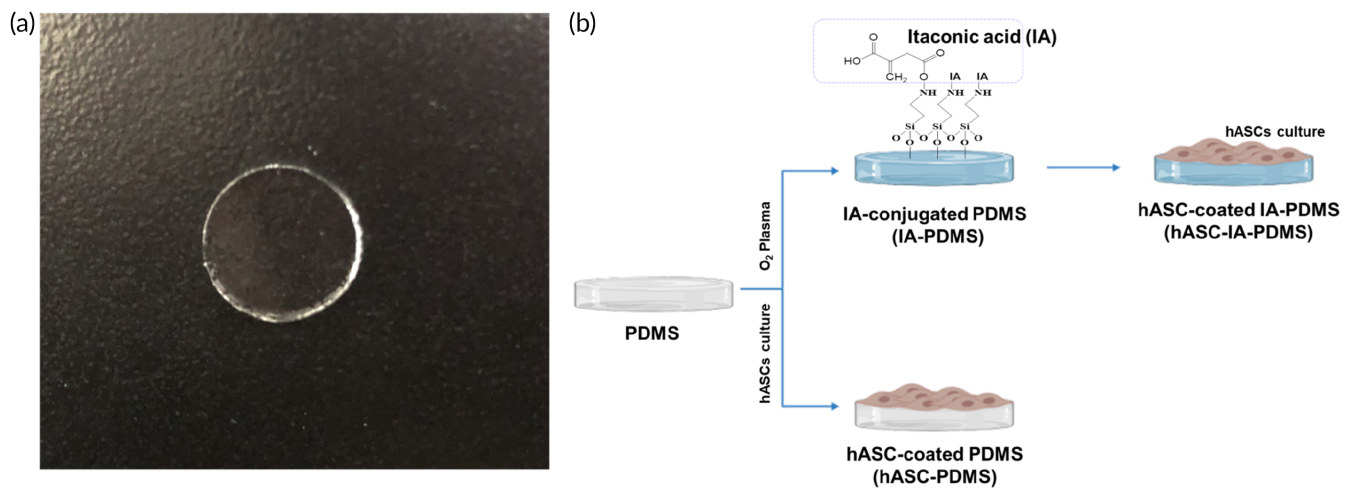 (a)
(b)
Itaconic acid (IA)
O
O
HO
CH2
O
IA
IA
NH
NH
NH
Si
Si
Si
O
O
O
O
O
O
O
hASCs culture
IA-conjugated PDMS
(IA-PDMS)
hASC-coated IA-PDMS
(hASC-IA-PDMS)
O2 Plasma
PDMS
hASCs culture
hASC-coated PDMS
(hASC-PDMS)